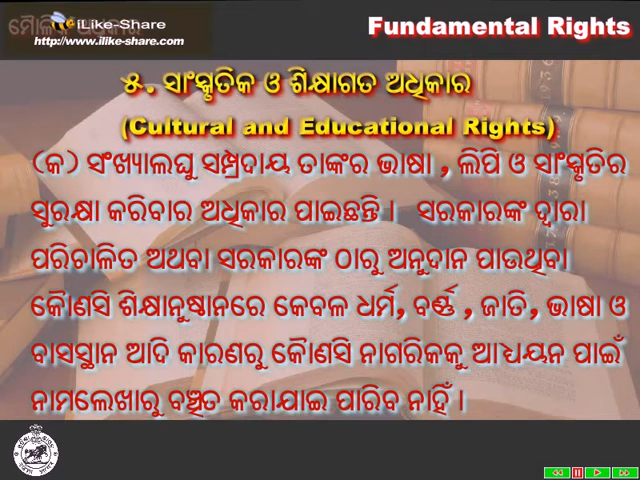 ମୌଳିକ ଅଧିକାର
iLike-Share
http://www.ilike-share.com
Fundamental Rights
୫. ସାଂସ୍କୃତିକ ଓ ଶିକ୍ଷାଗତ ଅଧିକାର
(Cultural and Educational Rights)
(କ) ସଂଖ୍ୟାଲଘୁ ସମ୍ପ୍ରଦାୟ ତାଙ୍କର ଭାଷା , ଲିପି ଓ ସାଂସ୍କୃତିର
ସୁରକ୍ଷା କରିବାର ଅଧିକାର ପାଇଛନ୍ତି । ସରକାରଙ୍କ ଦ୍ୱାରା
ପରିଚାଳିତ ଅଥବା ସରକାରଙ୍କ ଠାରୁ ଅନୁଦାନ ପାଉଥିବା
କୌଣସି ଶିକ୍ଷାନୁଷ୍ଠାନରେ କେବଳ ଧର୍ମ, ବର୍ଣ୍ଣ , ଜାତି, ଭାଷା ଓ
ବାସସ୍ଥାନ ଆଦି କାରଣରୁ କୌଣସି ନାଗରିକକୁ ଆଧ୍ୟୟନ ପାଇଁ
ନାମଲେଖାରୁ ବଞ୍ଚିତ କରାଯାଇ ପାରିବ ନାହିଁ ।